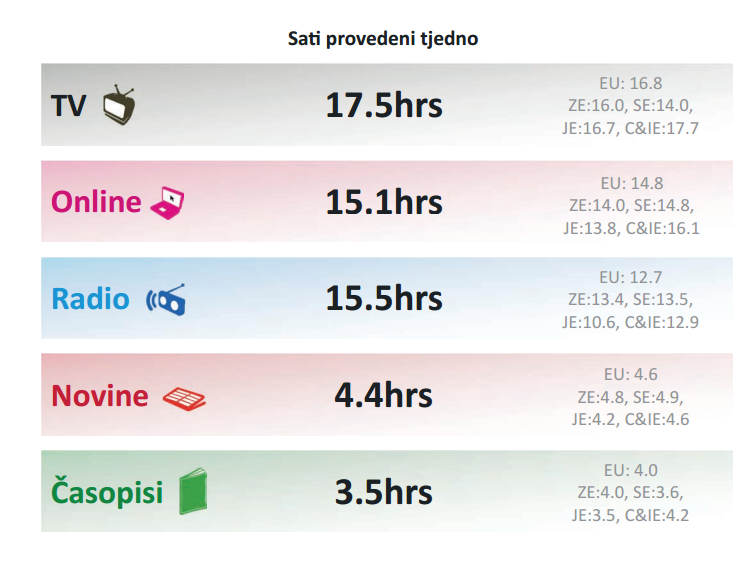 Sati provedeni tjedno
TV
17.5hrs
EU: 16.8
ZE:16.0, SE:14.0,
JE:16.7, C&IE:17.7
Online
15.1hrs
EU: 14.8
ZE:14.0, SE:14.8,
JE:13.8, C&IE:16.1
Radio
15.5hrs
EU: 12.7
ZE:13.4, SE:13.5,
JE:10.6, C&IE:12.9
Novine
4.4hrs
EU: 4.6
ZE:4.8, SE:4.9,
JE:4.2, C&IE:4.6
Časopisi
3.5hrs
EU: 4.0
ZE:4.0, SE:3.6,
JE:3.5, C&IE:4.2